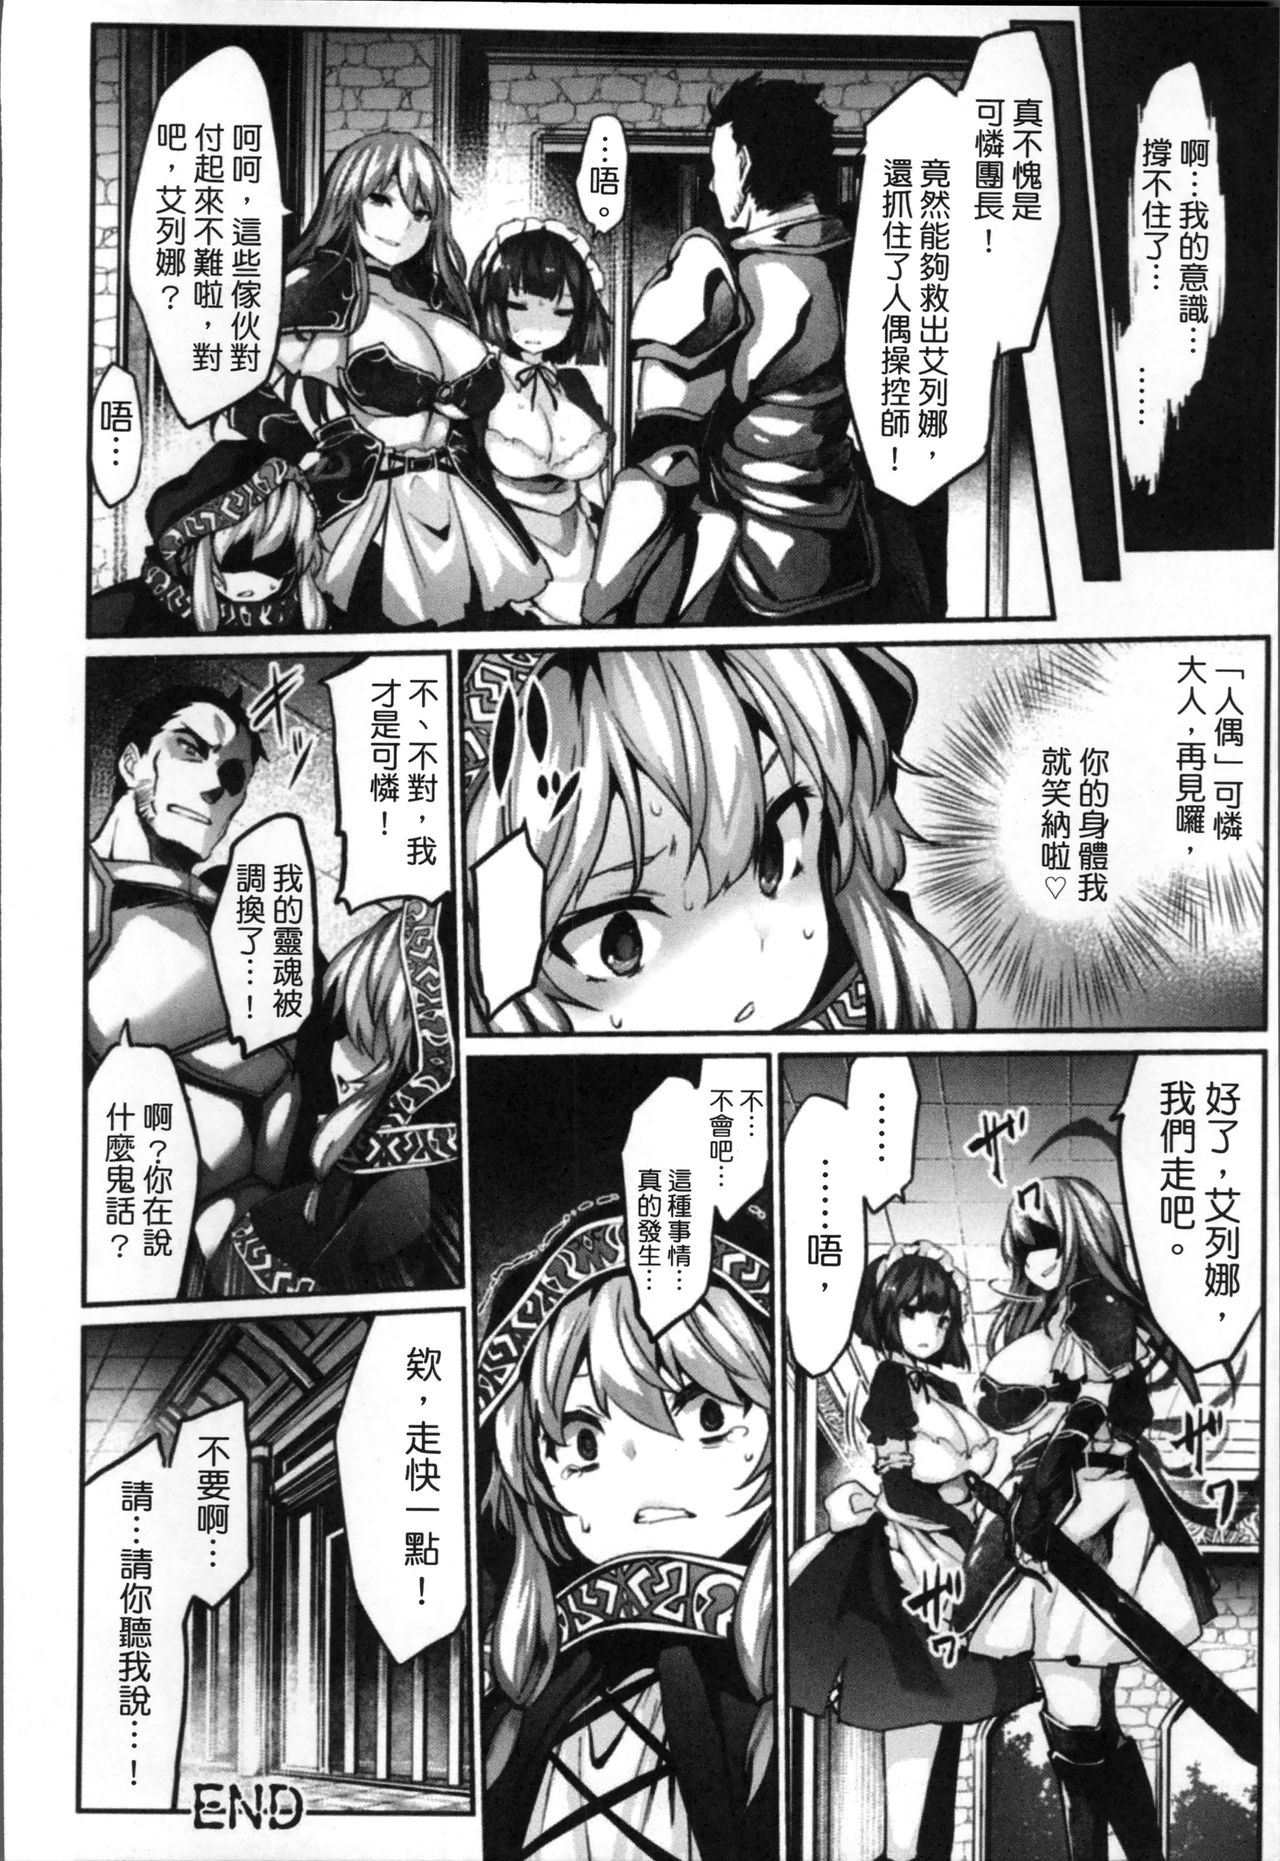 啊…我的意識…
撐不住了…
……
真不愧是
可憐團長！
竟然能夠救出艾列娜，
還抓住了人偶操控師！
…唔。
呵呵，這些傢伙對
付起來不難啦，對
吧，艾列娜？
唔…
「人偶」可憐
大人，再見囉，
你的身體我
就笑納啦♡
不、不對，我
才是可憐！
我的靈魂被
調換了…！
啊？你在說
什麼鬼話？
好了，艾列娜，
我們走吧。
……
……唔，
不…
不會吧…
這種事情…
真的發生…
欸，走快一點！
不要啊…
請…請你聽我說…！
END